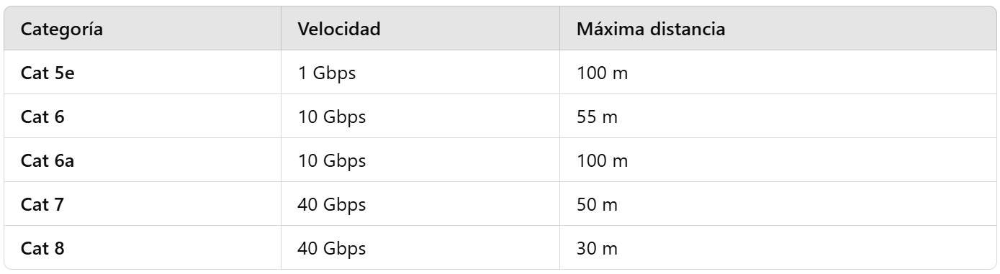 Categoría Velocidad Máxima distancia
Cat 5e 1 Gbps 100 m
Cat 6 10 Gbps 55 m
Cat 6a 10 Gbps 100 m
Cat 7 40 Gbps 50 m
Cat 8 40 Gbps 30 m